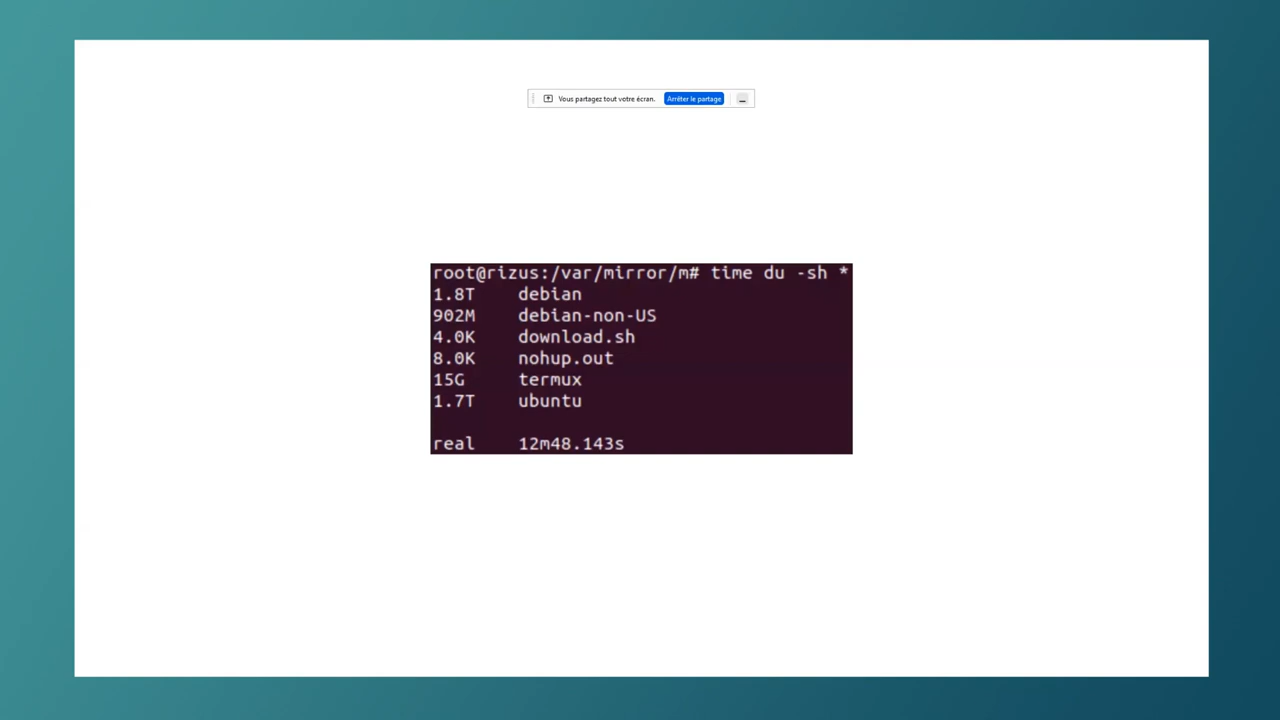 Vous partagez tout votre écran. Arrêter le partage
root@rizus:/var/mirror/m# time du -sh *
1.8T debian
902M debian-non-US
4.0K download.sh
8.0K nohup.out
15G termux
1.7T ubuntu
real 12m48.143s